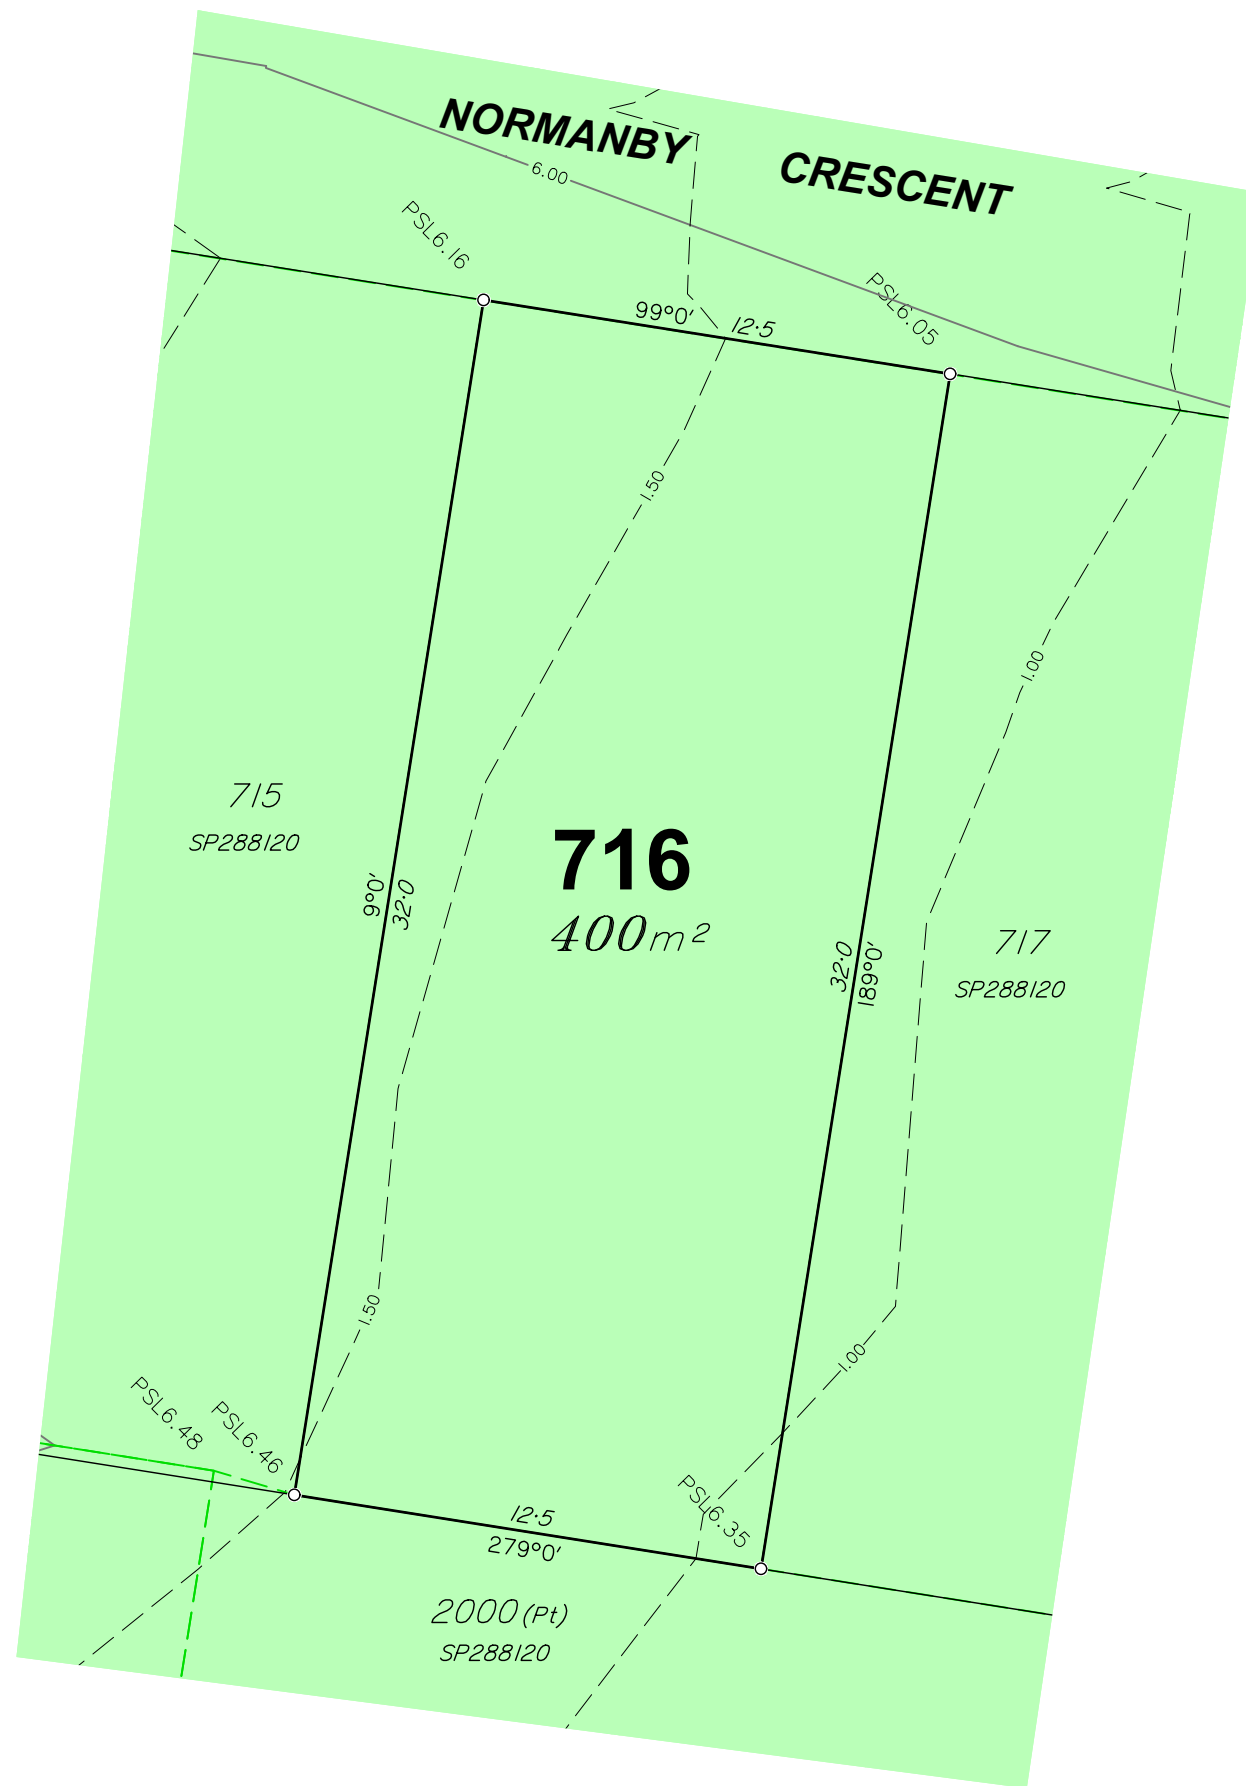 NORMANBY CRESCENT
6.00
PSL6.16
PSL6.05
99°0'
12·5
1.50
1.00
715
SP288120
716
400m²
9°0'
32·0
32·0
189°0'
717
SP288120
1.50
1.00
PSL6.48
PSL6.46
PSL6.35
12·5
279°0'
2000(Pt)
SP288120